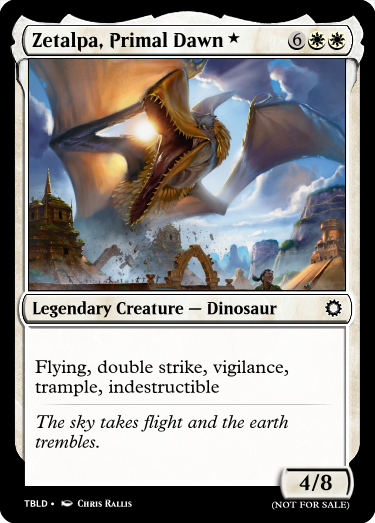 Zetalpa, Primal Dawn ★ 6
Legendary Creature — Dinosaur
Flying, double strike, vigilance,
trample, indestructible
The sky takes flight and the earth
trembles.
4/8
TBLD • Chris Rallis
(NOT FOR SALE)